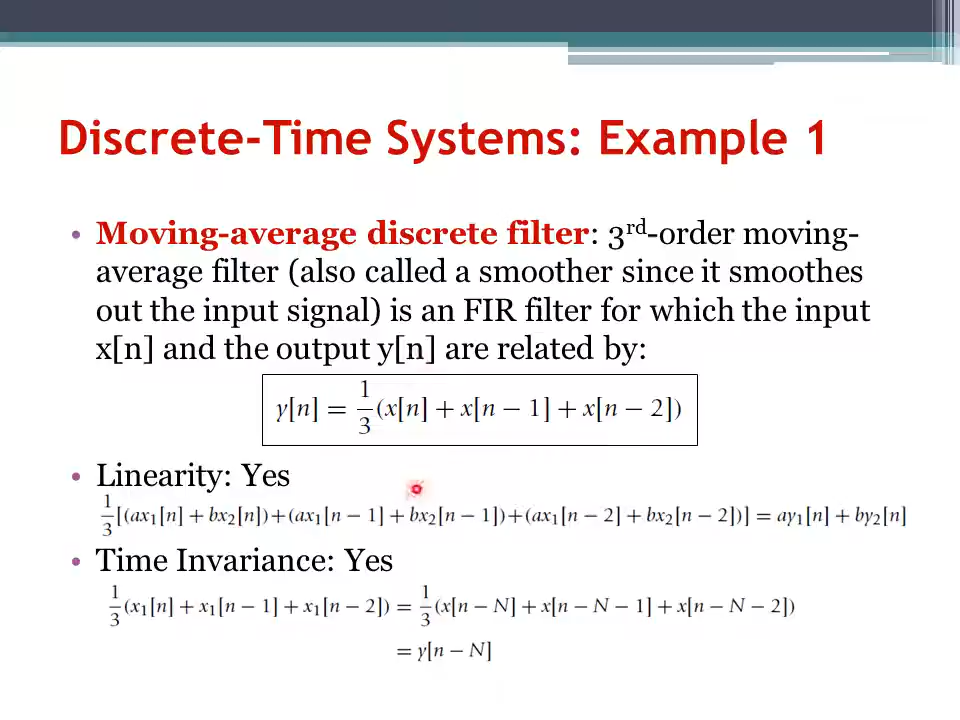 Discrete-Time Systems: Example 1
• Moving-average discrete filter: 3rd-order moving-
average filter (also called a smoother since it smoothes
out the input signal) is an FIR filter for which the input
x[n] and the output y[n] are related by:
y[n] = 1/3 (x[n] + x[n − 1] + x[n − 2])
• Linearity: Yes
1/3 [(ax₁[n] + bx₂[n])+(ax₁[n − 1] + bx₂[n − 1])+(ax₁[n − 2] + bx₂[n − 2])] = ay₁[n] + by₂[n]
• Time Invariance: Yes
1/3 (x₁[n] + x₁[n − 1] + x₁[n − 2]) = 1/3 (x[n − N] + x[n − N − 1] + x[n − N − 2])
= y[n − N]